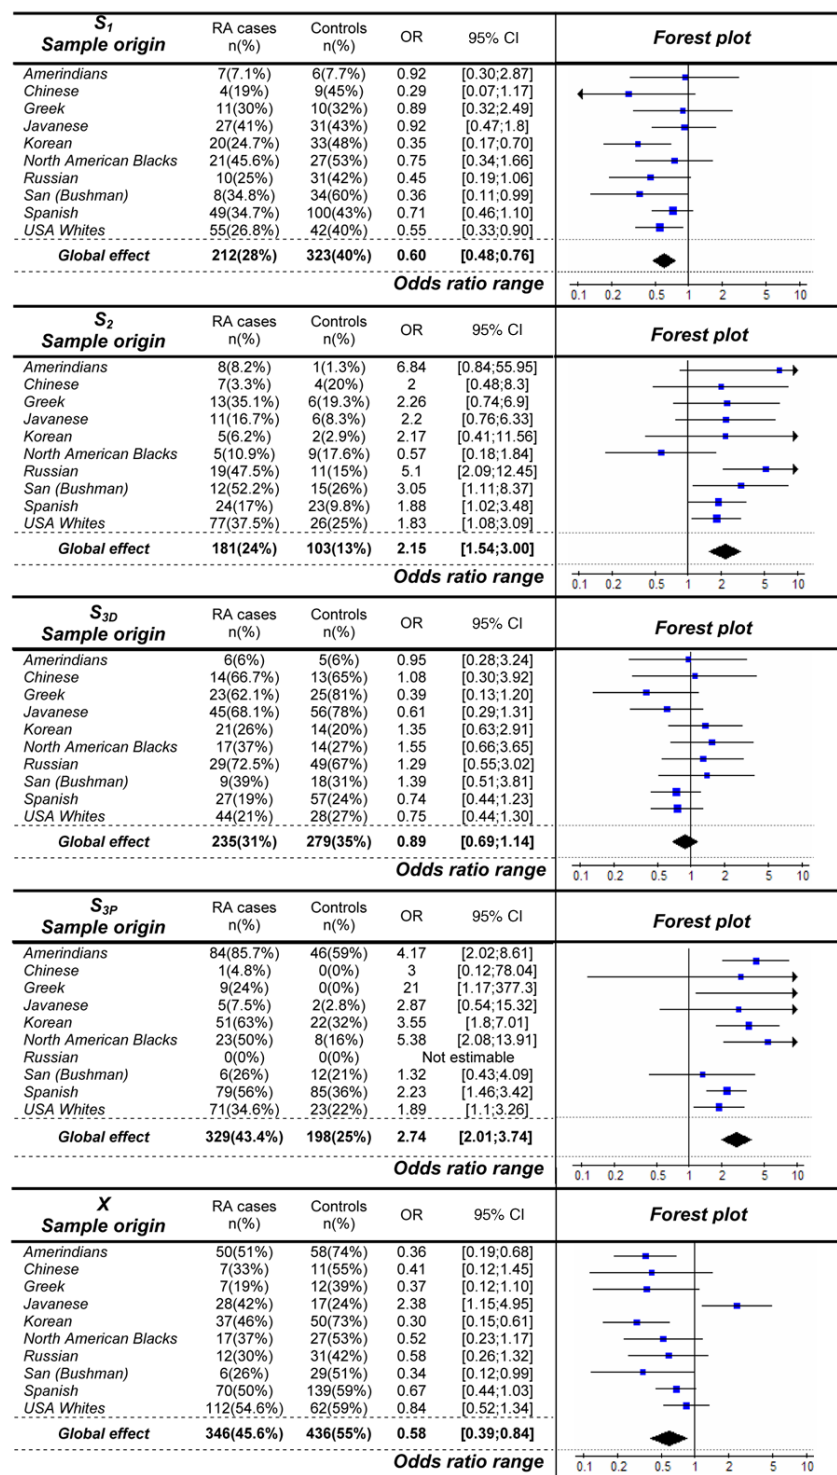 S1 RA cases Controls OR 95% CI Forest plot
Sample origin n(%) n(%)
Amerindians 7(7.1%) 6(7.7%) 0.92 [0.30;2.87]
Chinese 4(19%) 9(45%) 0.29 [0.07;1.17]
Greek 11(30%) 10(32%) 0.89 [0.32;2.49]
Javanese 27(41%) 31(43%) 0.92 [0.47;1.8]
Korean 20(24.7%) 33(48%) 0.35 [0.17;0.70]
North American Blacks 21(45.6%) 27(53%) 0.75 [0.34;1.66]
Russian 10(25%) 31(42%) 0.45 [0.19;1.06]
San (Bushman) 8(34.8%) 34(60%) 0.36 [0.11;0.99]
Spanish 49(34.7%) 100(43%) 0.71 [0.46;1.10]
USA Whites 55(26.8%) 42(40%) 0.55 [0.33;0.90]
Global effect 212(28%) 323(40%) 0.60 [0.48;0.76]
Odds ratio range 0.1 0.2 0.5 1 2 5 10
S2 RA cases Controls OR 95% CI Forest plot
Sample origin n(%) n(%)
Amerindians 8(8.2%) 1(1.3%) 6.84 [0.84;55.95]
Chinese 7(3.3%) 4(20%) 2 [0.48;8.3]
Greek 13(35.1%) 6(19.3%) 2.26 [0.74;6.9]
Javanese 11(16.7%) 6(8.3%) 2.2 [0.76;6.33]
Korean 5(6.2%) 2(2.9%) 2.17 [0.41;11.56]
North American Blacks 5(10.9%) 9(17.6%) 0.57 [0.18;1.84]
Russian 19(47.5%) 11(15%) 5.1 [2.09;12.45]
San (Bushman) 12(52.2%) 15(26%) 3.05 [1.11;8.37]
Spanish 24(17%) 23(9.8%) 1.88 [1.02;3.48]
USA Whites 77(37.5%) 26(25%) 1.83 [1.08;3.09]
Global effect 181(24%) 103(13%) 2.15 [1.54;3.00]
Odds ratio range 0.1 0.2 0.5 1 2 5 10
S3D RA cases Controls OR 95% CI Forest plot
Sample origin n(%) n(%)
Amerindians 6(6%) 5(6%) 0.95 [0.28;3.24]
Chinese 14(66.7%) 13(65%) 1.08 [0.30;3.92]
Greek 23(62.1%) 25(81%) 0.39 [0.13;1.20]
Javanese 45(68.1%) 56(78%) 0.61 [0.29;1.31]
Korean 21(26%) 14(20%) 1.35 [0.63;2.91]
North American Blacks 17(37%) 14(27%) 1.55 [0.66;3.65]
Russian 29(72.5%) 49(67%) 1.29 [0.55;3.02]
San (Bushman) 9(39%) 18(31%) 1.39 [0.51;3.81]
Spanish 27(19%) 57(24%) 0.74 [0.44;1.23]
USA Whites 44(21%) 28(27%) 0.75 [0.44;1.30]
Global effect 235(31%) 279(35%) 0.89 [0.69;1.14]
Odds ratio range 0.1 0.2 0.5 1 2 5 10
S3P RA cases Controls OR 95% CI Forest plot
Sample origin n(%) n(%)
Amerindians 84(85.7%) 46(59%) 4.17 [2.02;8.61]
Chinese 1(4.8%) 0(0%) 3 [0.12;78.04]
Greek 9(24%) 0(0%) 21 [1.17;377.3]
Javanese 5(7.5%) 2(2.8%) 2.87 [0.54;15.32]
Korean 51(63%) 22(32%) 3.55 [1.8;7.01]
North American Blacks 23(50%) 8(16%) 5.38 [2.08;13.91]
Russian 0(0%) 0(0%) Not estimable
San (Bushman) 6(26%) 12(21%) 1.32 [0.43;4.09]
Spanish 79(56%) 85(36%) 2.23 [1.46;3.42]
USA Whites 71(34.6%) 23(22%) 1.89 [1.1;3.26]
Global effect 329(43.4%) 198(25%) 2.74 [2.01;3.74]
Odds ratio range 0.1 0.2 0.5 1 2 5 10
X RA cases Controls OR 95% CI Forest plot
Sample origin n(%) n(%)
Amerindians 50(51%) 58(74%) 0.36 [0.19;0.68]
Chinese 7(33%) 11(55%) 0.41 [0.12;1.45]
Greek 7(19%) 12(39%) 0.37 [0.12;1.10]
Javanese 28(42%) 17(24%) 2.38 [1.15;4.95]
Korean 37(46%) 50(73%) 0.30 [0.15;0.61]
North American Blacks 17(37%) 27(53%) 0.52 [0.23;1.17]
Russian 12(30%) 31(42%) 0.58 [0.26;1.32]
San (Bushman) 6(26%) 29(51%) 0.34 [0.12;0.99]
Spanish 70(50%) 139(59%) 0.67 [0.44;1.03]
USA Whites 112(54.6%) 62(59%) 0.84 [0.52;1.34]
Global effect 346(45.6%) 436(55%) 0.58 [0.39;0.84]
Odds ratio range 0.1 0.2 0.5 1 2 5 10